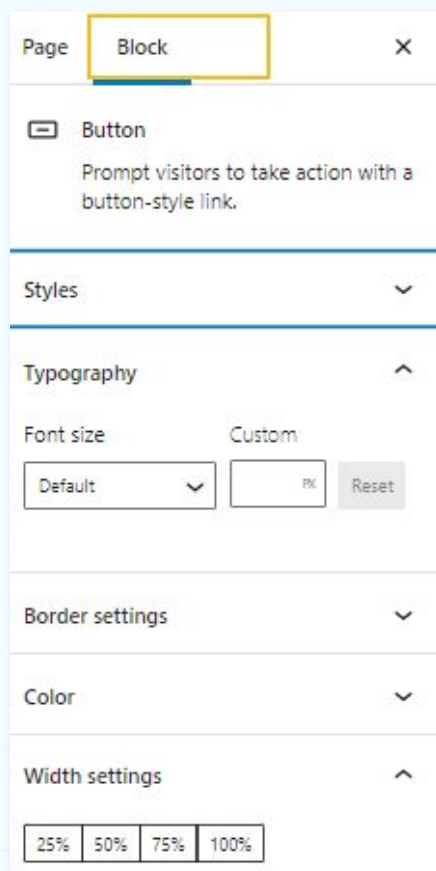 Page Block
Button
Prompt visitors to take action with a
button-style link.
Styles
Typography
Font size Custom
Default PX Reset
Border settings
Color
Width settings
25% 50% 75% 100%